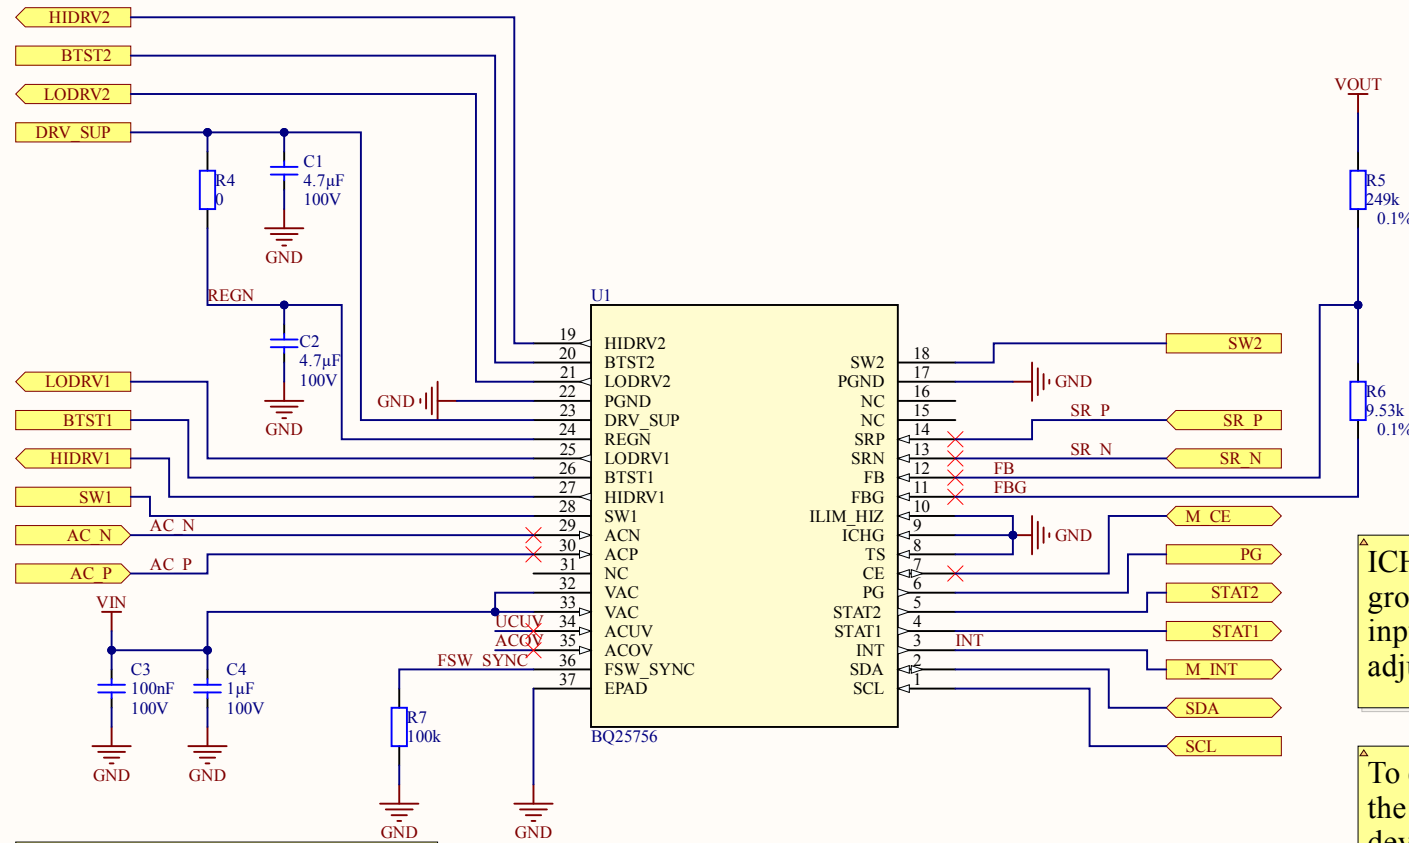 HIDRV2
BTST2
LODRV2
DRV_SUP
R4
0
C1
4.7µF
100V
GND
REGN
C2
4.7µF
100V
GND
LODRV1
BTST1
HIDRV1
SW1
AC_N
AC_N
AC_P
AC_P
VIN
C3
100nF
100V
GND
C4
1µF
100V
GND
GND
UCUV
ACOV
FSW_SYNC
R7
100k
GND
GND
U1
19 HIDRV2
20 BTST2
21 LODRV2
22 PGND
23 DRV_SUP
24 REGN
25 LODRV1
26 BTST1
27 HIDRV1
28 SW1
29 ACN
30 ACP
31 NC
32 VAC
33 VAC
34 ACUV
35 ACOV
36 FSW_SYNC
37 EPAD
SW2 18
PGND 17
NC 16
NC 15
SRP 14
SRN 13
FB 12
FBG 11
ILIM_HIZ 10
ICHG 9
TS 8
CE 7
PG 6
STAT2 5
STAT1 4
INT 3
SDA 2
SCL 1
BQ25756
GND
SR_P
SR_N
FB
FBG
GND
INT
SW2
SR_P
SR_N
M_CE
PG
STAT2
STAT1
M_INT
SDA
SCL
VOUT
R5
249k
0.1%
R6
9.53k
0.1%
gro
inp
To
the
dev